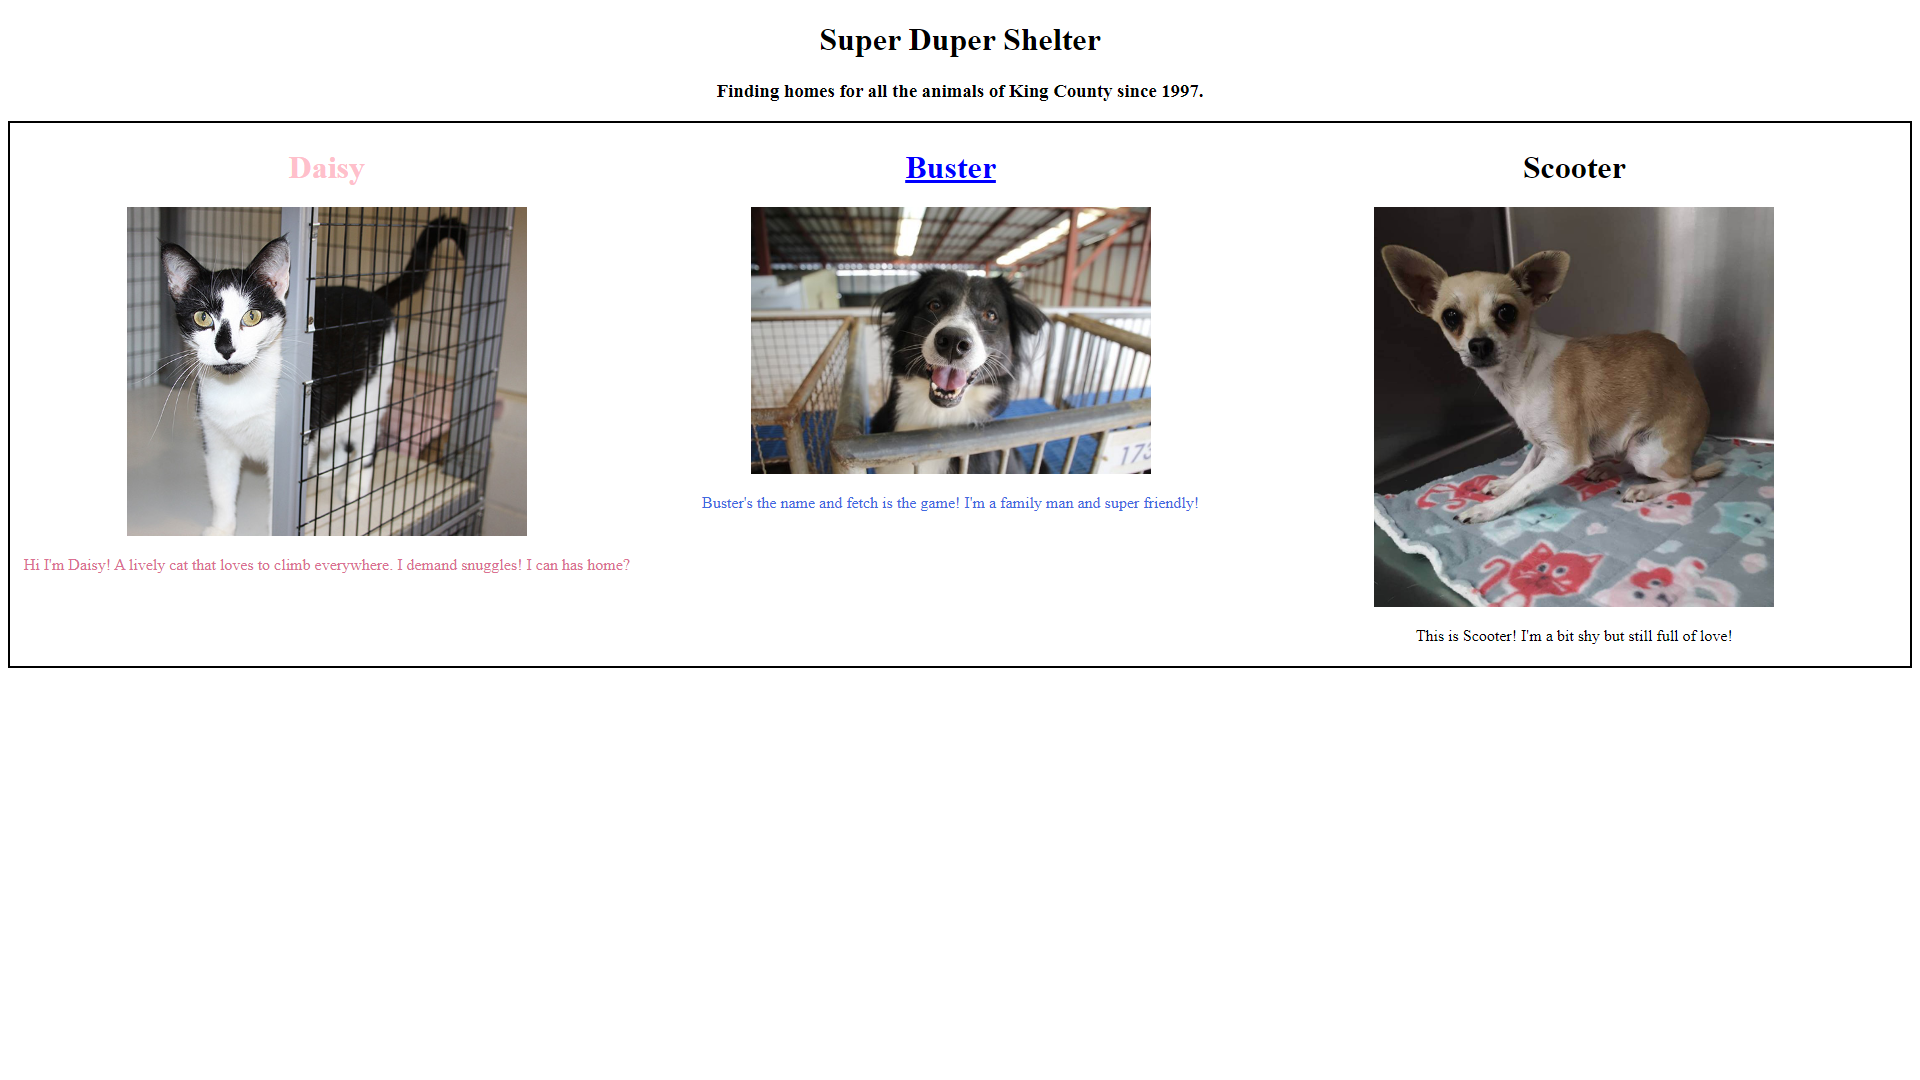 Super Duper Shelter
Finding homes for all the animals of King County since 1997.
Daisy
Hi I'm Daisy! A lively cat that loves to climb everywhere. I demand snuggles! I can has home?
Buster
173
Buster's the name and fetch is the game! I'm a family man and super friendly!
Scooter
This is Scooter! I'm a bit shy but still full of love!